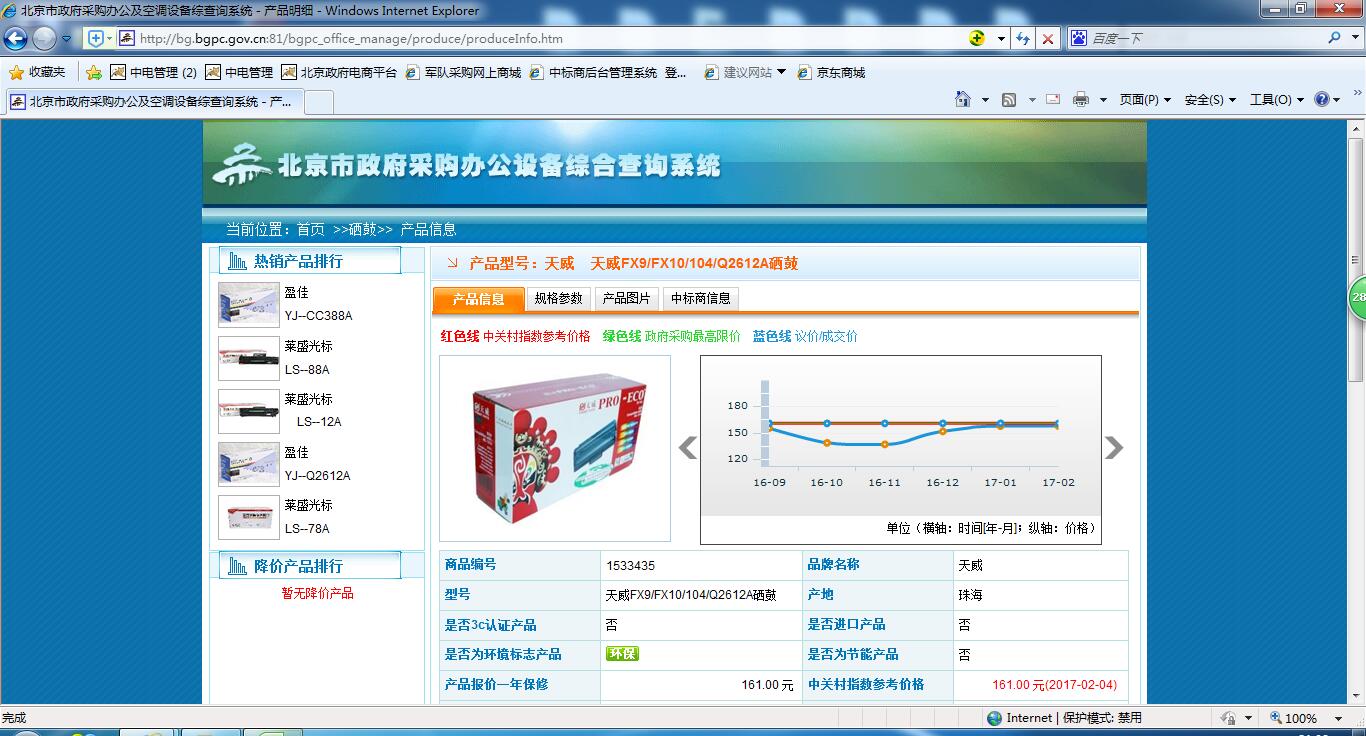 北京市政府采购办公及空调设备综查询系统 - 产品明细 - Windows Internet Explorer
http://bg.bgpc.gov.cn:81/bgpc_office_manage/produce/produceInfo.htm
百度一下
收藏夹 中电管理 (2) 中电管理 北京政府电商平台 军队采购网上商城 中标商后台管理系统 登... 建议网站 京东商城
北京市政府采购办公及空调设备综查询系统 - 产...
页面(P) 安全(S) 工具(O)
北京市政府采购办公设备综合查询系统
当前位置：首页 >>硒鼓>> 产品信息
热销产品排行
盈佳
YJ--CC388A
莱盛光标
LS--88A
莱盛光标
LS--12A
盈佳
YJ--Q2612A
莱盛光标
LS--78A
降价产品排行
暂无降价产品
产品型号：天威 天威FX9/FX10/104/Q2612A硒鼓
产品信息 规格参数 产品图片 中标商信息
红色线 中关村指数参考价格 绿色线 政府采购最高限价 蓝色线 议价/成交价
天威 PRO-ECO
180
150
120
16-09 16-10 16-11 16-12 17-01 17-02
单位（横轴：时间[年-月]；纵轴：价格）
28
商品编号 1533435 品牌名称 天威
型号 天威FX9/FX10/104/Q2612A硒鼓 产地 珠海
是否3c认证产品 否 是否进口产品 否
是否为环境标志产品 环保 是否为节能产品 否
产品报价一年保修 161.00 元 中关村指数参考价格 161.00 元(2017-02-04)
完成
Internet | 保护模式: 禁用
100%